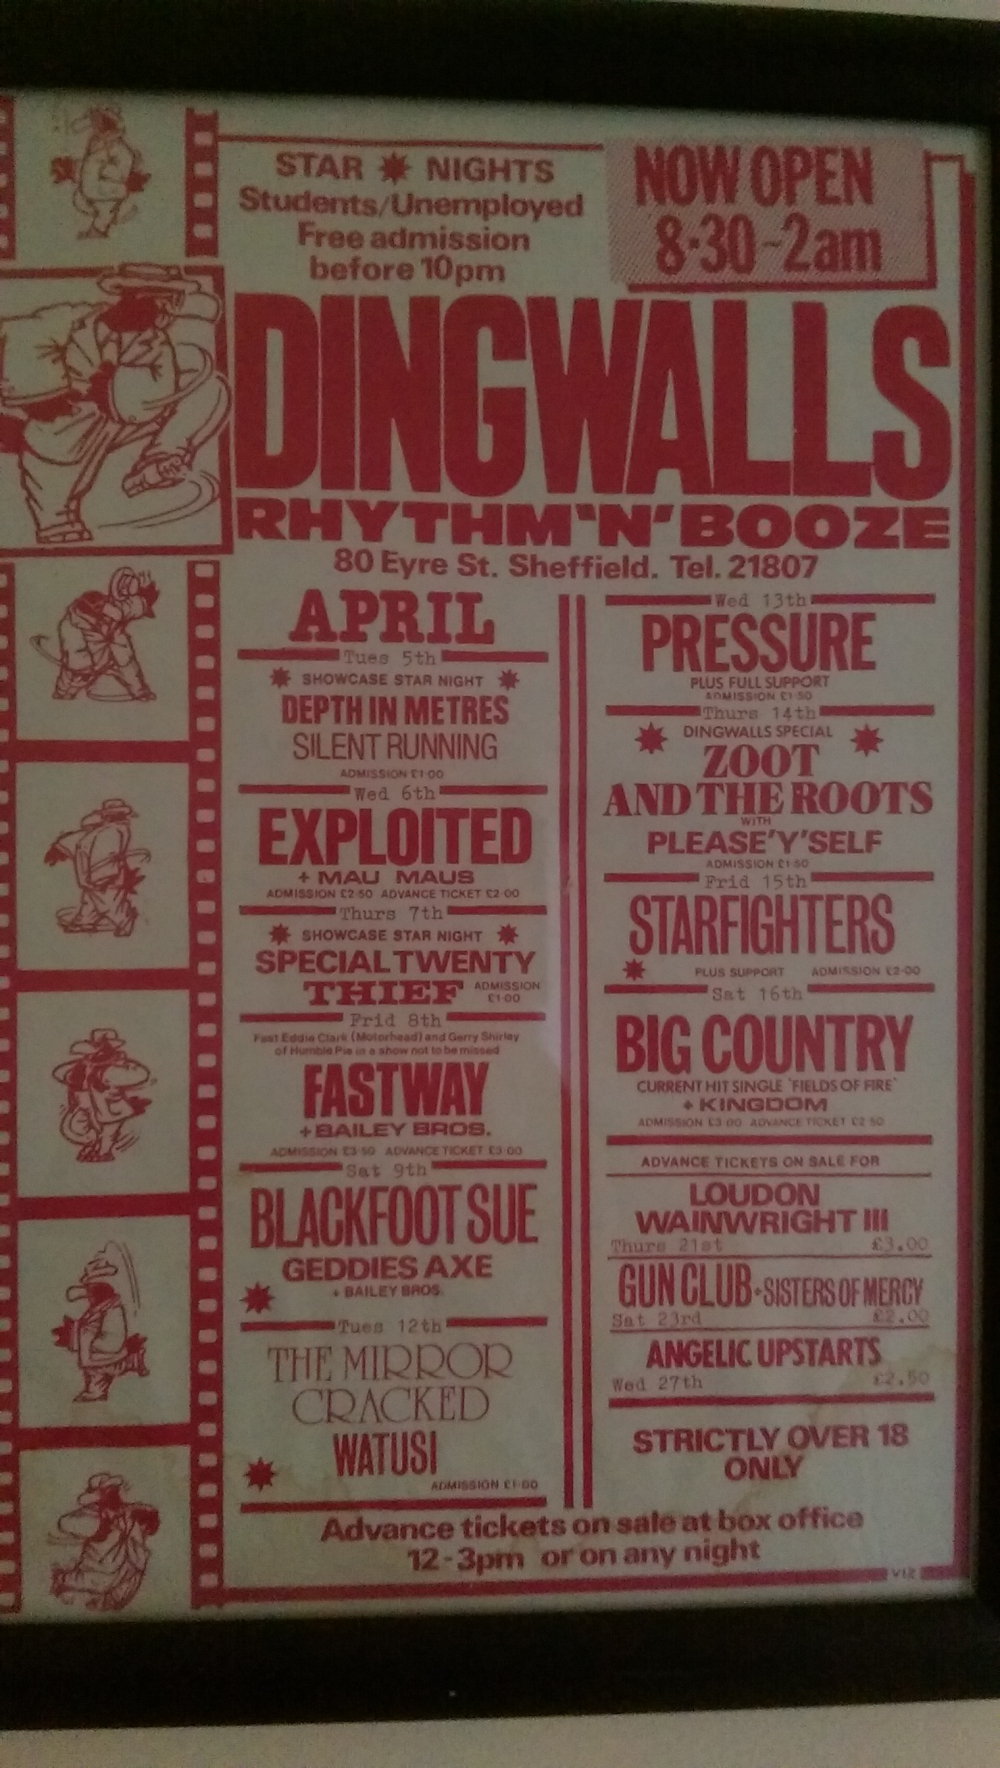 STAR NIGHTS
Students/Unemployed
Free admission
before 10pm
NOW OPEN
8·30-2am
DINGWALLS
RHYTHM'N'BOOZE
80 Eyre St. Sheffield. Tel. 21807
APRIL
Tues 5th
SHOWCASE STAR NIGHT
DEPTH IN METRES
SILENT RUNNING
ADMISSION £1·00
Wed 6th
EXPLOITED
+ MAU MAUS
ADMISSION £2·50 ADVANCE TICKET £2·00
Thurs 7th
SHOWCASE STAR NIGHT
SPECIAL TWENTY
THIEF ADMISSION
£1·00
Frid 8th
Fast Eddie Clark (Motorhead) and Gerry Shirley
of Humble Pie in a show not to be missed
FASTWAY
+ BAILEY BROS.
ADMISSION £3·50 ADVANCE TICKET £3·00
Sat 9th
BLACKFOOT SUE
GEDDIES AXE
+ BAILEY BROS.
Tues 12th
THE MIRROR
CRACKED
WATUSI
ADMISSION
Wed 13th
PRESSURE
PLUS FULL SUPPORT
ADMISSION £1·50
Thurs 14th
DINGWALLS SPECIAL
ZOOT
AND THE ROOTS
WITH
PLEASE'Y'SELF
ADMISSION £1·50
Frid 15th
STARFIGHTERS
PLUS SUPPORT ADMISSION £2·00
Sat 16th
BIG COUNTRY
CURRENT HIT SINGLE 'FIELDS OF FIRE'
+ KINGDOM
ADMISSION £3·00 ADVANCE TICKET £2·50
ADVANCE TICKETS ON SALE FOR
LOUDON
WAINWRIGHT III
Thurs 21st £3.00
GUN CLUB + SISTERS OF MERCY
Sat 23rd £2.00
ANGELIC UPSTARTS
Wed 27th £2.50
STRICTLY OVER 18
ONLY
Advance tickets on sale at box office
12-3pm or on any night